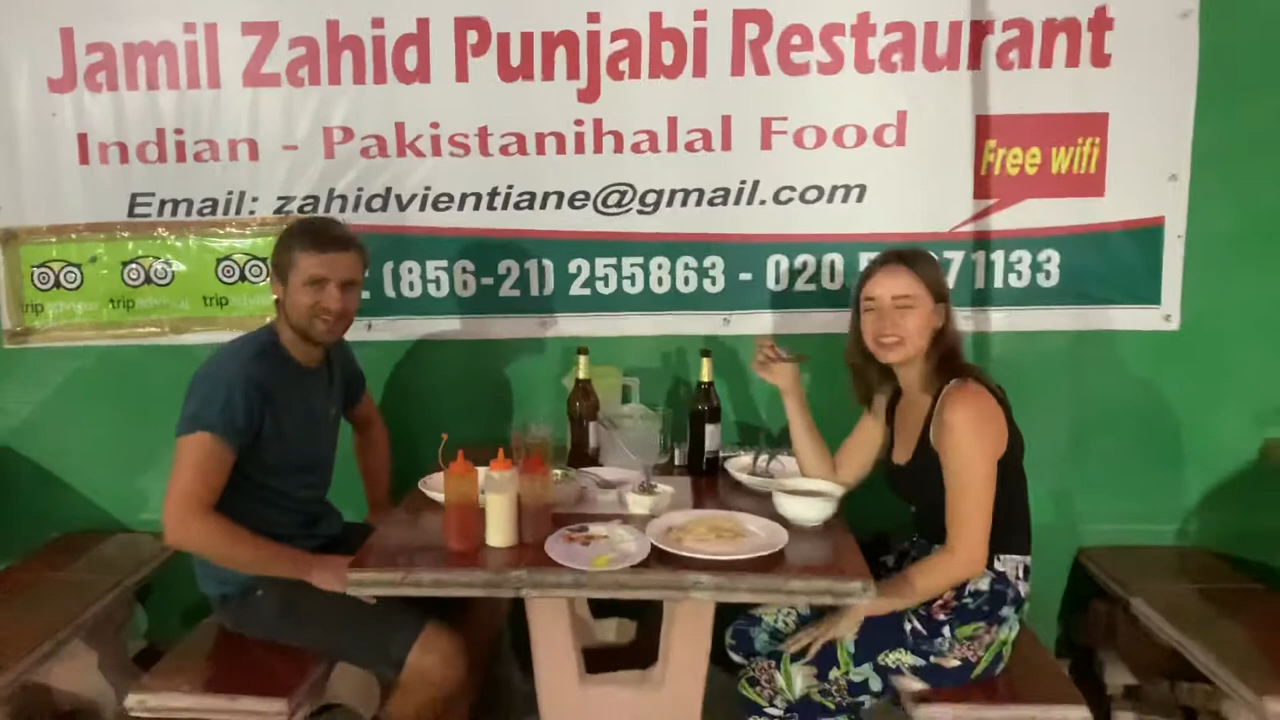 Jamil Zahid Punjabi Restaurant
Indian - Pakistanihalal Food
Free wifi
Email: zahidvientiane@gmail.com
(856-21) 255863 - 020 71133
trip trip trip